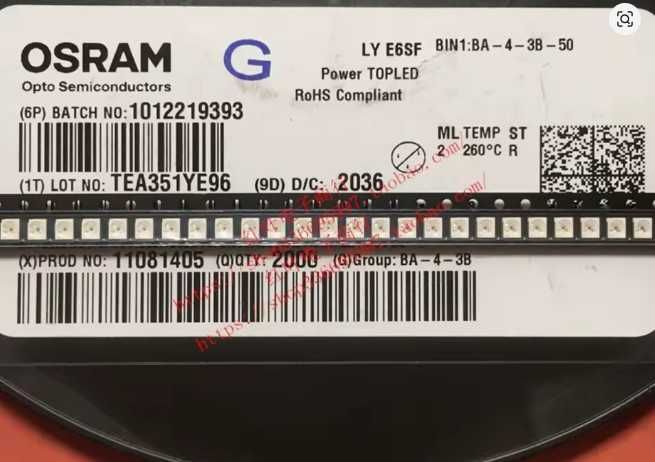 OSRAM
Opto Semiconductors
G
LY E6SF BIN1:BA-4-3B-50
Power TOPLED
RoHS Compliant
(6P) BATCH NO:1012219393
ML TEMP ST
2 260°C R
(1T) LOT NO: TEA351YE96 (9D) D/C: 2036
(X)PROD NO: 11081405 (Q)QTY: 2000 (G)Group: BA-4-3B